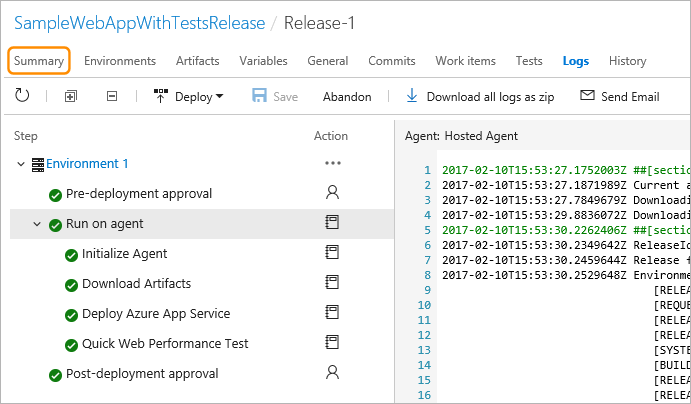 SampleWebAppWithTestsRelease / Release-1
Summary Environments Artifacts Variables General Commits Work items Tests Logs History
Deploy Save Abandon Download all logs as zip Send Email
Step Action
Environment 1
Pre-deployment approval
Run on agent
Initialize Agent
Download Artifacts
Deploy Azure App Service
Quick Web Performance Test
Post-deployment approval
Agent: Hosted Agent
1 2017-02-10T15:53:27.1752003Z ##[sectio
2 2017-02-10T15:53:27.1871989Z Current a
3 2017-02-10T15:53:27.7849679Z Downloadi
4 2017-02-10T15:53:29.8836072Z Downloadi
5 2017-02-10T15:53:30.2262406Z ##[sectio
6 2017-02-10T15:53:30.2349642Z ReleaseId
7 2017-02-10T15:53:30.2459644Z Release f
8 2017-02-10T15:53:30.2529648Z Environme
9 [RELEA
10 [REQUE
11 [RELEA
12 [RELEA
13 [SYSTE
14 [BUILD
15 [RELEA
16 [RELEA